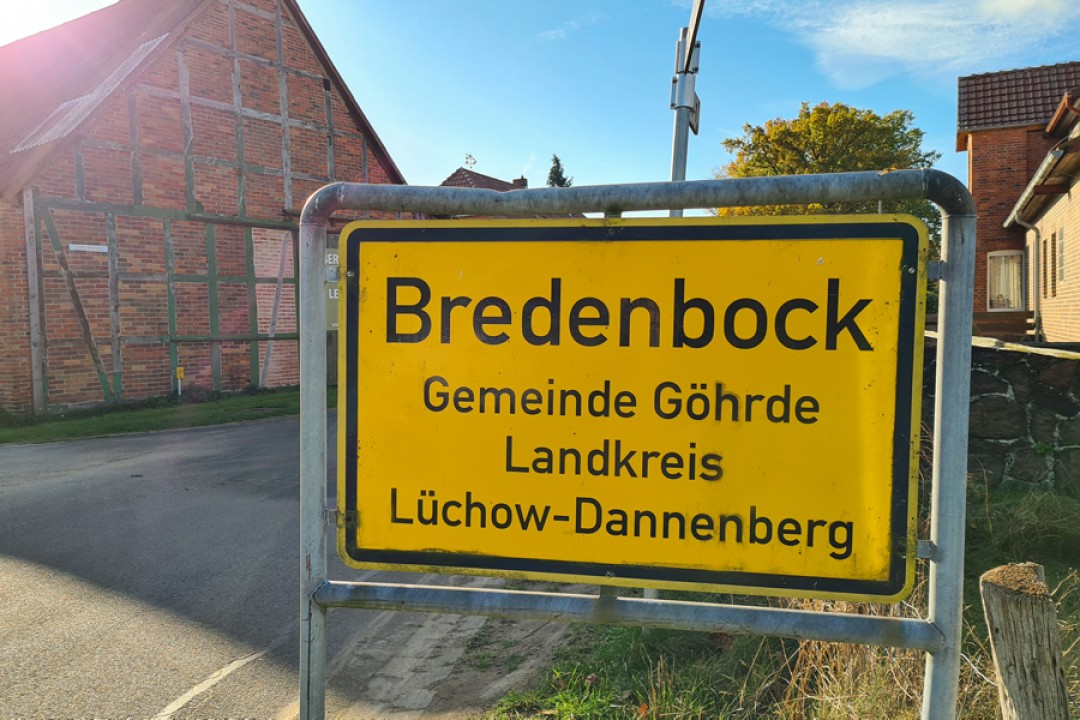 Bredenbock
Gemeinde Göhrde
Landkreis
Lüchow-Dannenberg